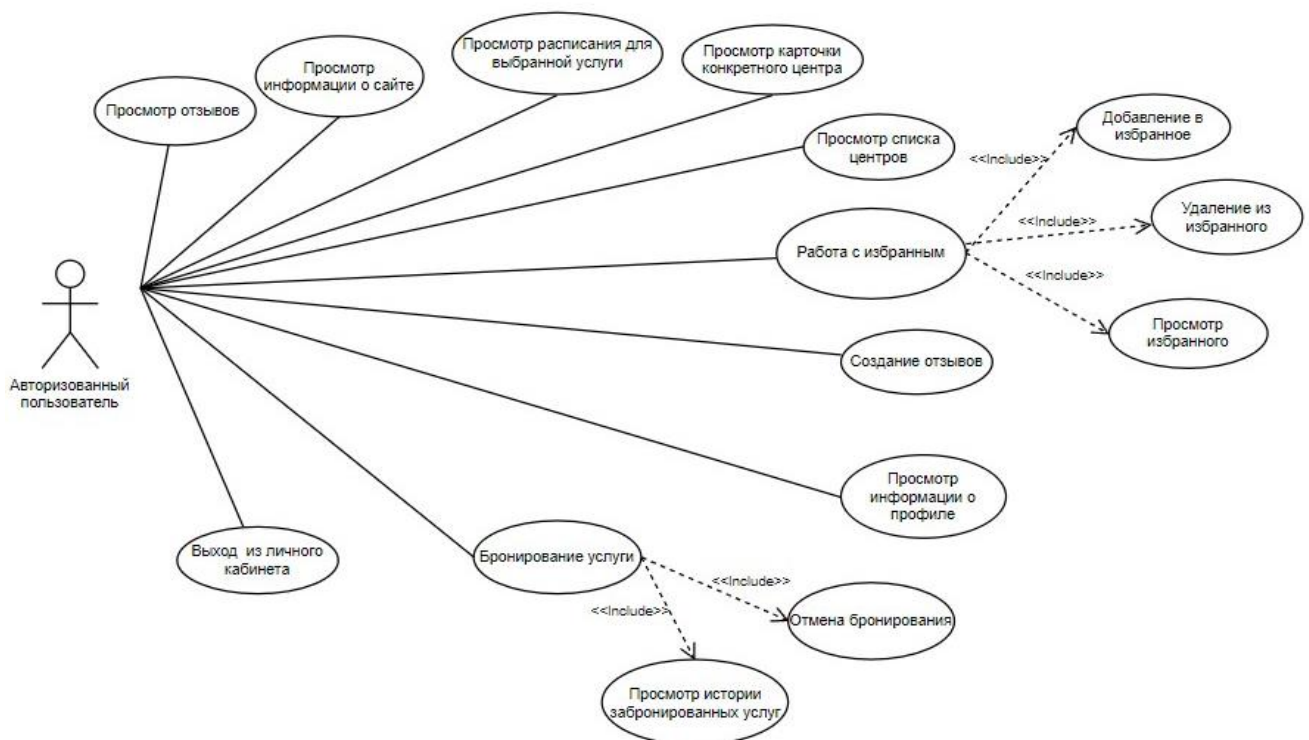 Просмотр расписания для
выбранной услуги
Просмотр карточки
конкретного центра
Просмотр
информации о сайте
Просмотр отзывов
Просмотр списка
центров
Добавление в
избранное
<<Include>>
Удаление из
избранного
<<Include>>
Работа с избранным
<<Include>>
Просмотр
избранного
Создание отзывов
Авторизованный
пользователь
Просмотр
информации о
профиле
Выход из личного
кабинета
Бронирование услуги
<<Include>>
<<Include>>
Отмена бронирования
Просмотр истории
забронированных услуг